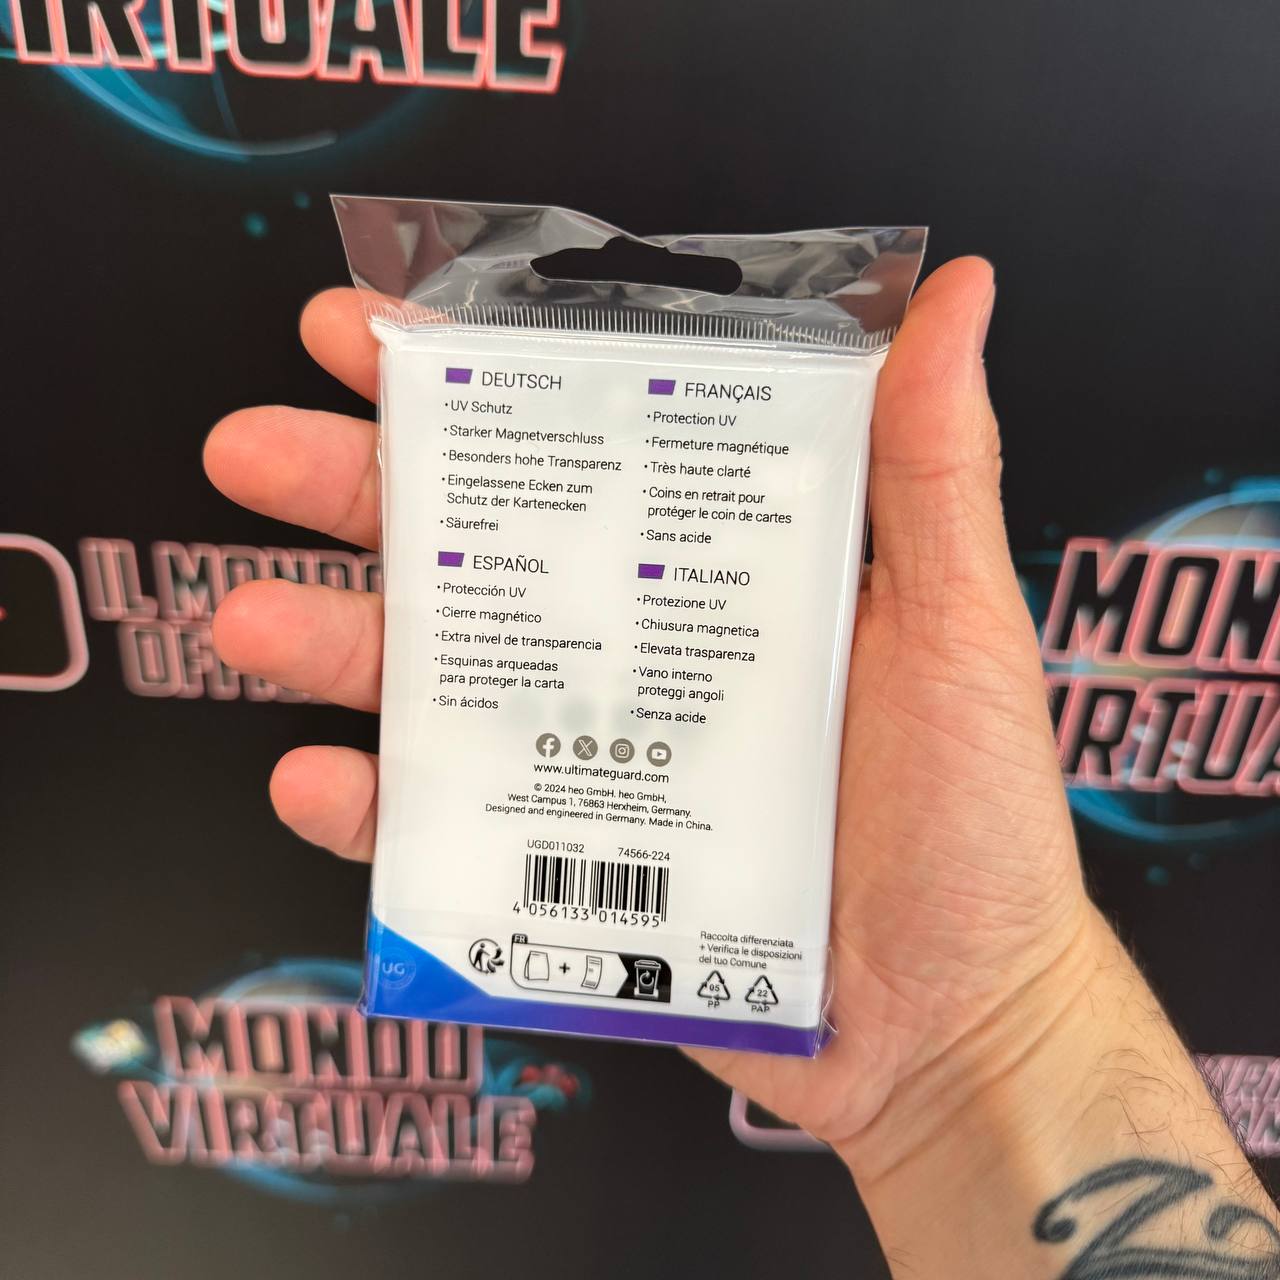 VIRTUALE
DEUTSCH
• UV Schutz
• Starker Magnetverschluss
• Besonders hohe Transparenz
• Eingelassene Ecken zum
Schutz der Kartenecken
• Säurefrei
FRANÇAIS
• Protection UV
• Fermeture magnétique
• Très haute clarté
• Coins en retrait pour
protéger le coin de cartes
• Sans acide
ESPAÑOL
• Protección UV
• Cierre magnético
• Extra nivel de transparencia
• Esquinas arqueadas
para proteger la carta
• Sin ácidos
ITALIANO
• Protezione UV
• Chiusura magnetica
• Elevata trasparenza
• Vano interno
proteggi angoli
• Senza acide
www.ultimateguard.com
© 2024 heo GmbH. heo GmbH,
West Campus 1, 76863 Herxheim, Germany.
Designed and engineered in Germany. Made in China.
UGD011032 74566-224
4 056133 014595
FR
UG
Raccolta differenziata
+ Verifica le disposizioni
del tuo Comune
05
PP
22
PAP
IL MONDO
MONDO
VIRTUALE